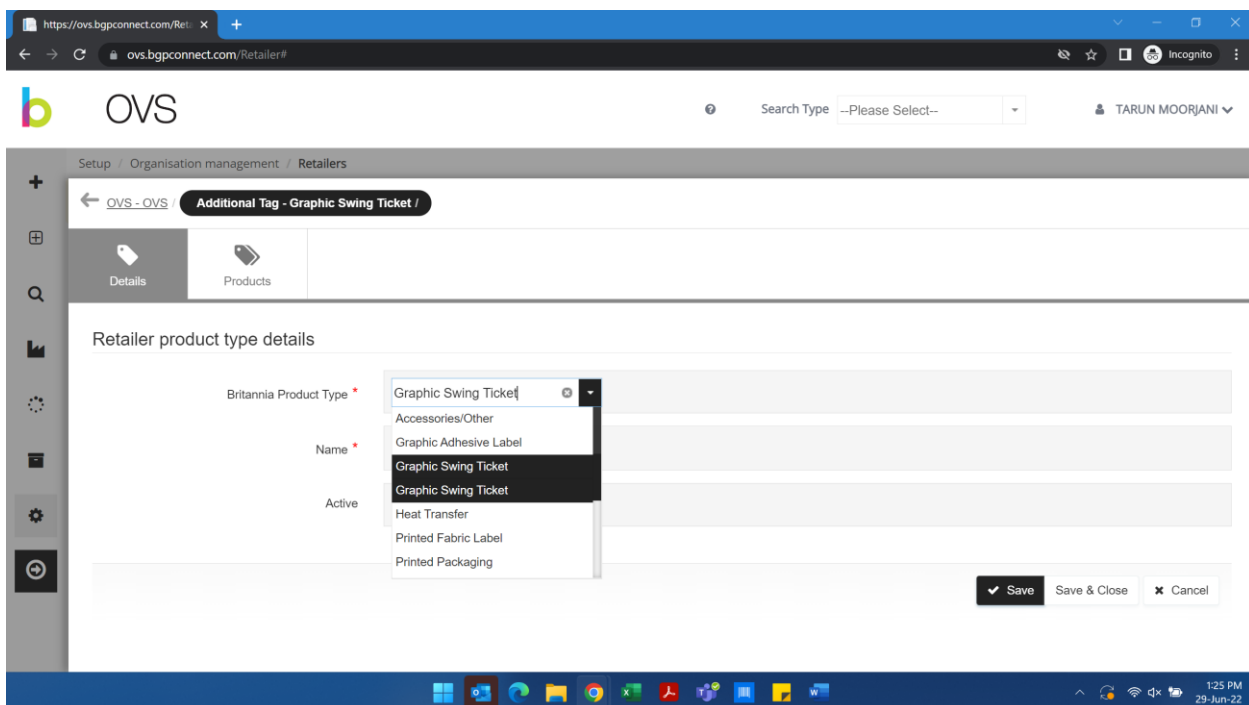 https://ovs.bgpconnect.com/Reta
ovs.bgpconnect.com/Retailer#
Incognito
b OVS
Search Type --Please Select--
TARUN MOORJANI
Setup / Organisation management / Retailers
OVS - OVS / Additional Tag - Graphic Swing Ticket /
Details
Products
Retailer product type details
Britannia Product Type * Graphic Swing Ticket
Accessories/Other
Graphic Adhesive Label
Name *
Graphic Swing Ticket
Graphic Swing Ticket
Active
Heat Transfer
Printed Fabric Label
Printed Packaging
Save Save & Close Cancel
1:25 PM
29-Jun-22